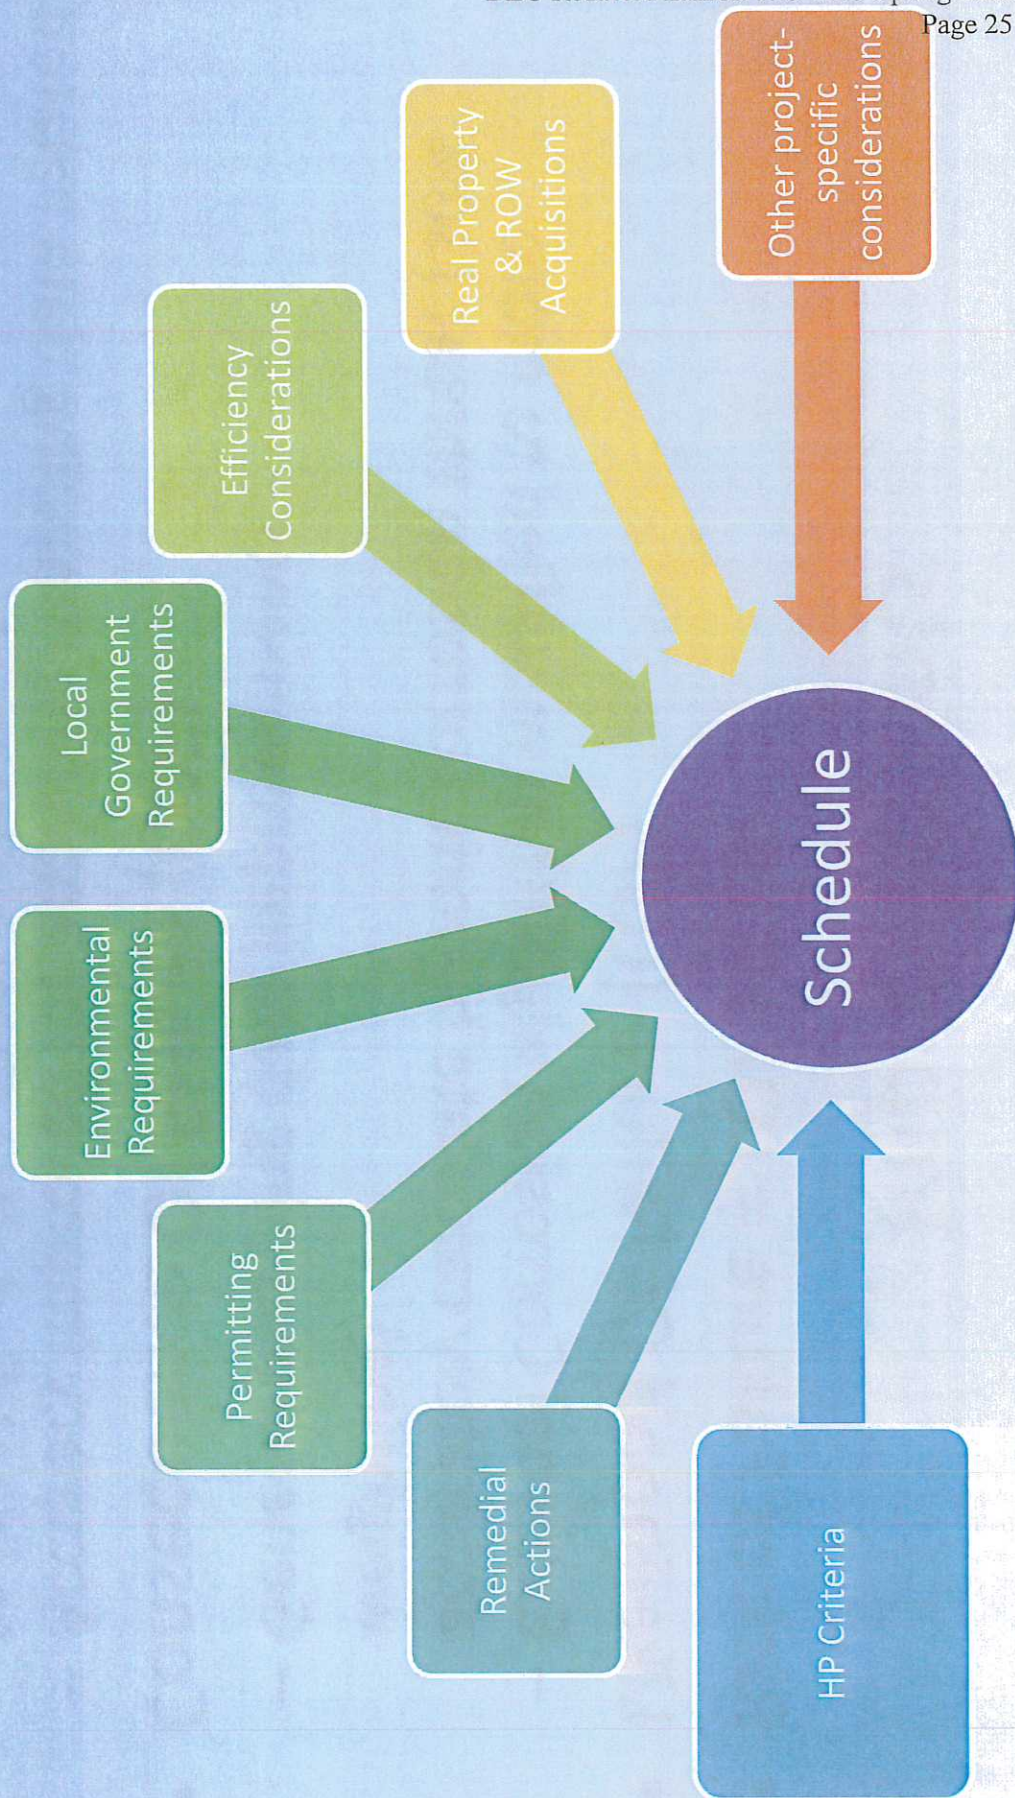 Page 25
HP Criteria
Remedial
Actions
Permitting
Requirements
Environmental
Requirements
Local
Government
Requirements
Efficiency
Considerations
Real Property
& ROW
Acquisitions
Other project-
specific
considerations
Schedule